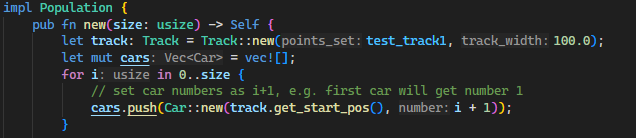 impl Population {
pub fn new(size: usize) -> Self {
let track: Track = Track::new(points_set: test_track1, track_width: 100.0);
let mut cars: Vec<Car> = vec![];
for i: usize in 0..size {
// set car numbers as i+1, e.g. first car will get number 1
cars.push(Car::new(track.get_start_pos(), number: i + 1));
}